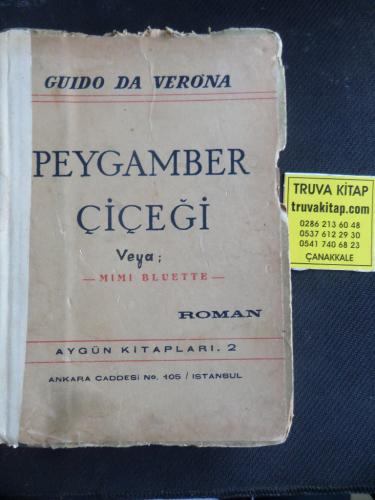 GUIDO DA VERONA
PEYGAMBER
ÇİÇEĞİ
Veya;
— MIMI BLUETTE —
ROMAN
AYGÜN KİTAPLARI. 2
ANKARA CADDESİ No. 105 / ISTANBUL
TRUVA KİTAP
truvakitap.com
0286 213 60 48
0537 612 29 30
0541 740 68 23
ÇANAKKALE